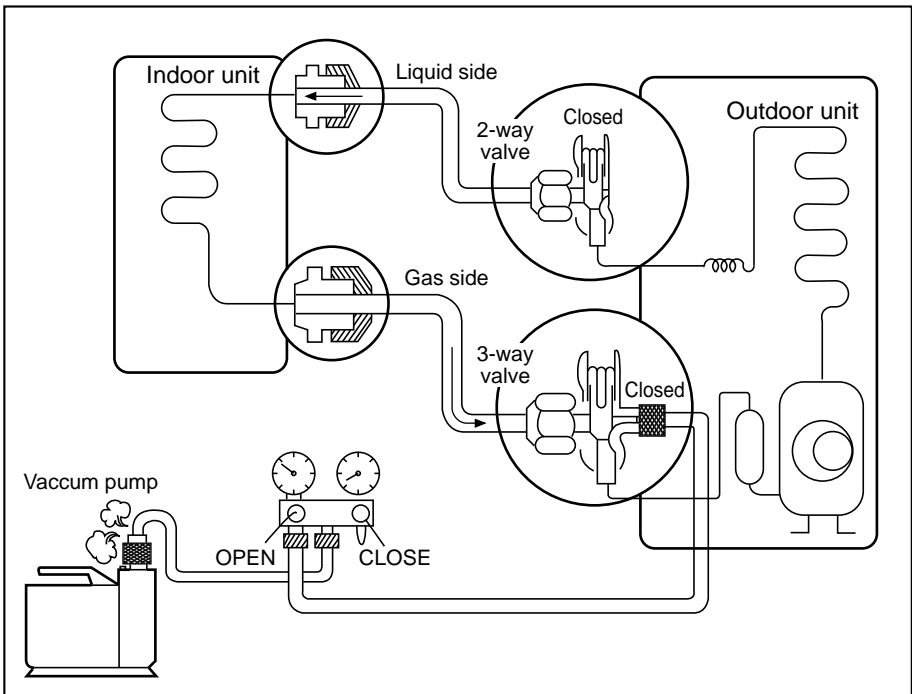 Indoor unit
Liquid side
Closed
2-way
valve
Outdoor unit
Gas side
3-way
valve
Closed
Vaccum pump
OPEN
CLOSE